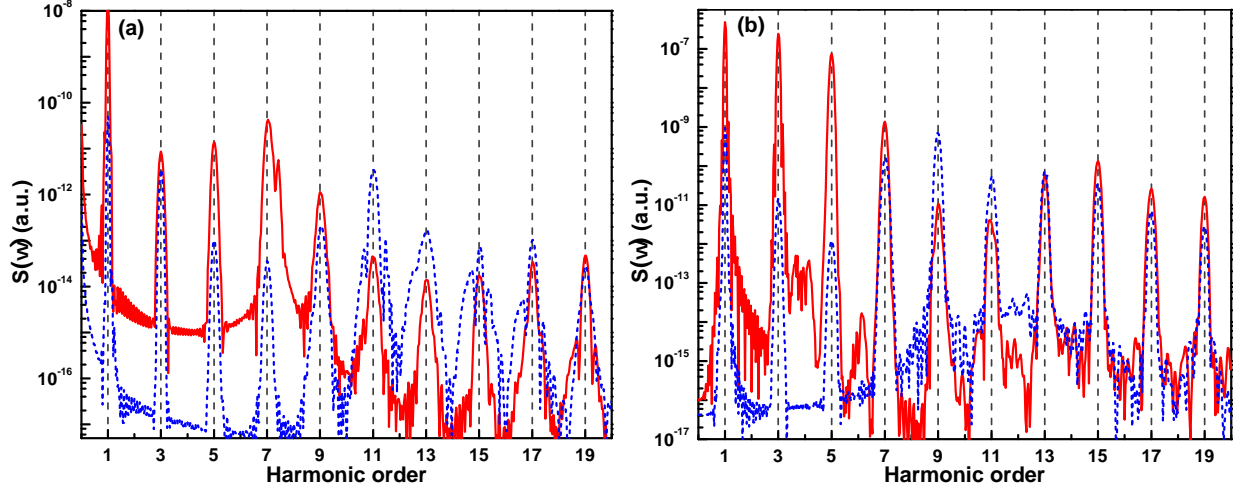 (a)
S(w) (a.u.)
10^-8
10^-10
10^-12
10^-14
10^-16
1 3 5 7 9 11 13 15 17 19
Harmonic order
(b)
S(w) (a.u.)
10^-7
10^-9
10^-11
10^-13
10^-15
10^-17
1 3 5 7 9 11 13 15 17 19
Harmonic order